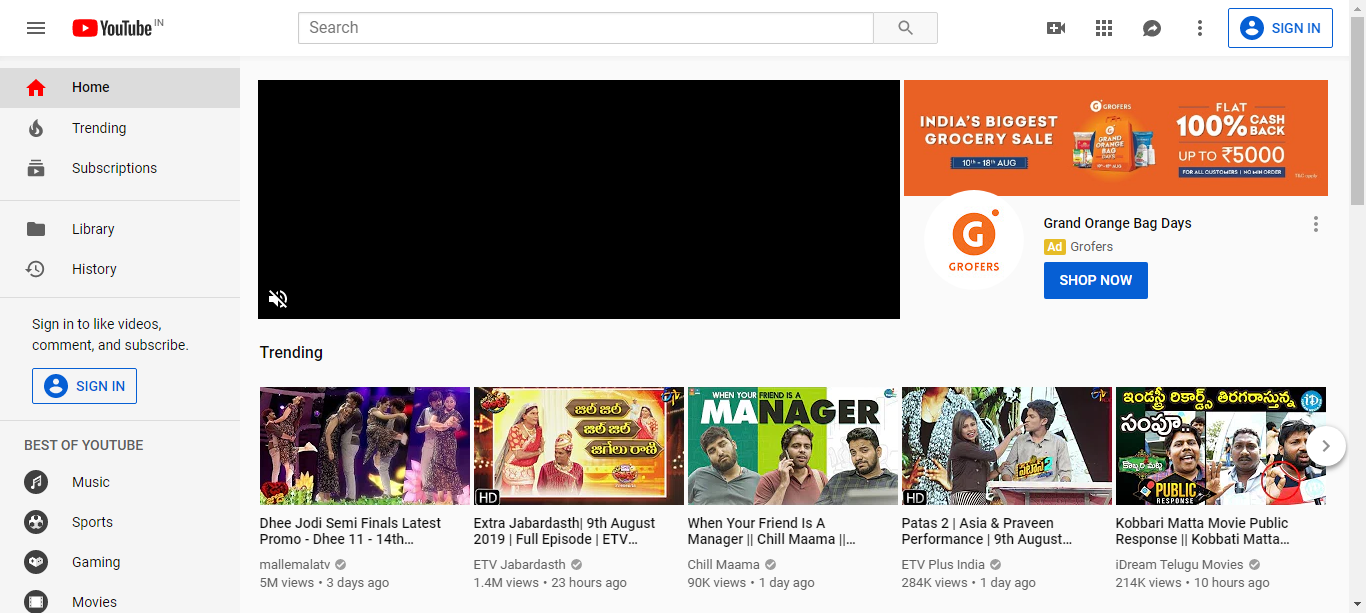 YouTube IN
Search
SIGN IN
Home
Trending
Subscriptions
Library
History
Sign in to like videos,
comment, and subscribe.
SIGN IN
BEST OF YOUTUBE
Music
Sports
Gaming
Movies
INDIA'S BIGGEST
GROCERY SALE
10th - 18th AUG
GROFERS
GRAND
ORANGE
BAG
DAYS
FLAT
100% CASH
BACK
UP TO ₹5000
FOR ALL CUSTOMERS | NO MIN ORDER
T&C apply
G
GROFERS
Grand Orange Bag Days
Ad Grofers
SHOP NOW
Trending
HD
జిల్ జిల్
జిల్ జిల్
జిగేలు రాణి
ETV
WHEN YOUR FRIEND IS A
MANAGER
ETV
HD
ఇండస్ట్రీ రికార్డ్స్ తిరగరాస్తున్న
సంపూ..
కొబ్బరి మట్ట
PUBLIC
RESPONSE
Dhee Jodi Semi Finals Latest
Promo - Dhee 11 - 14th...
mallemalatv
5M views • 3 days ago
Extra Jabardasth| 9th August
2019 | Full Episode | ETV...
ETV Jabardasth
1.4M views • 23 hours ago
When Your Friend Is A
Manager || Chill Maama ||...
Chill Maama
90K views • 1 day ago
Patas 2 | Asia & Praveen
Performance | 9th August...
ETV Plus India
284K views • 1 day ago
Kobbari Matta Movie Public
Response || Kobbati Matta...
iDream Telugu Movies
214K views • 10 hours ago